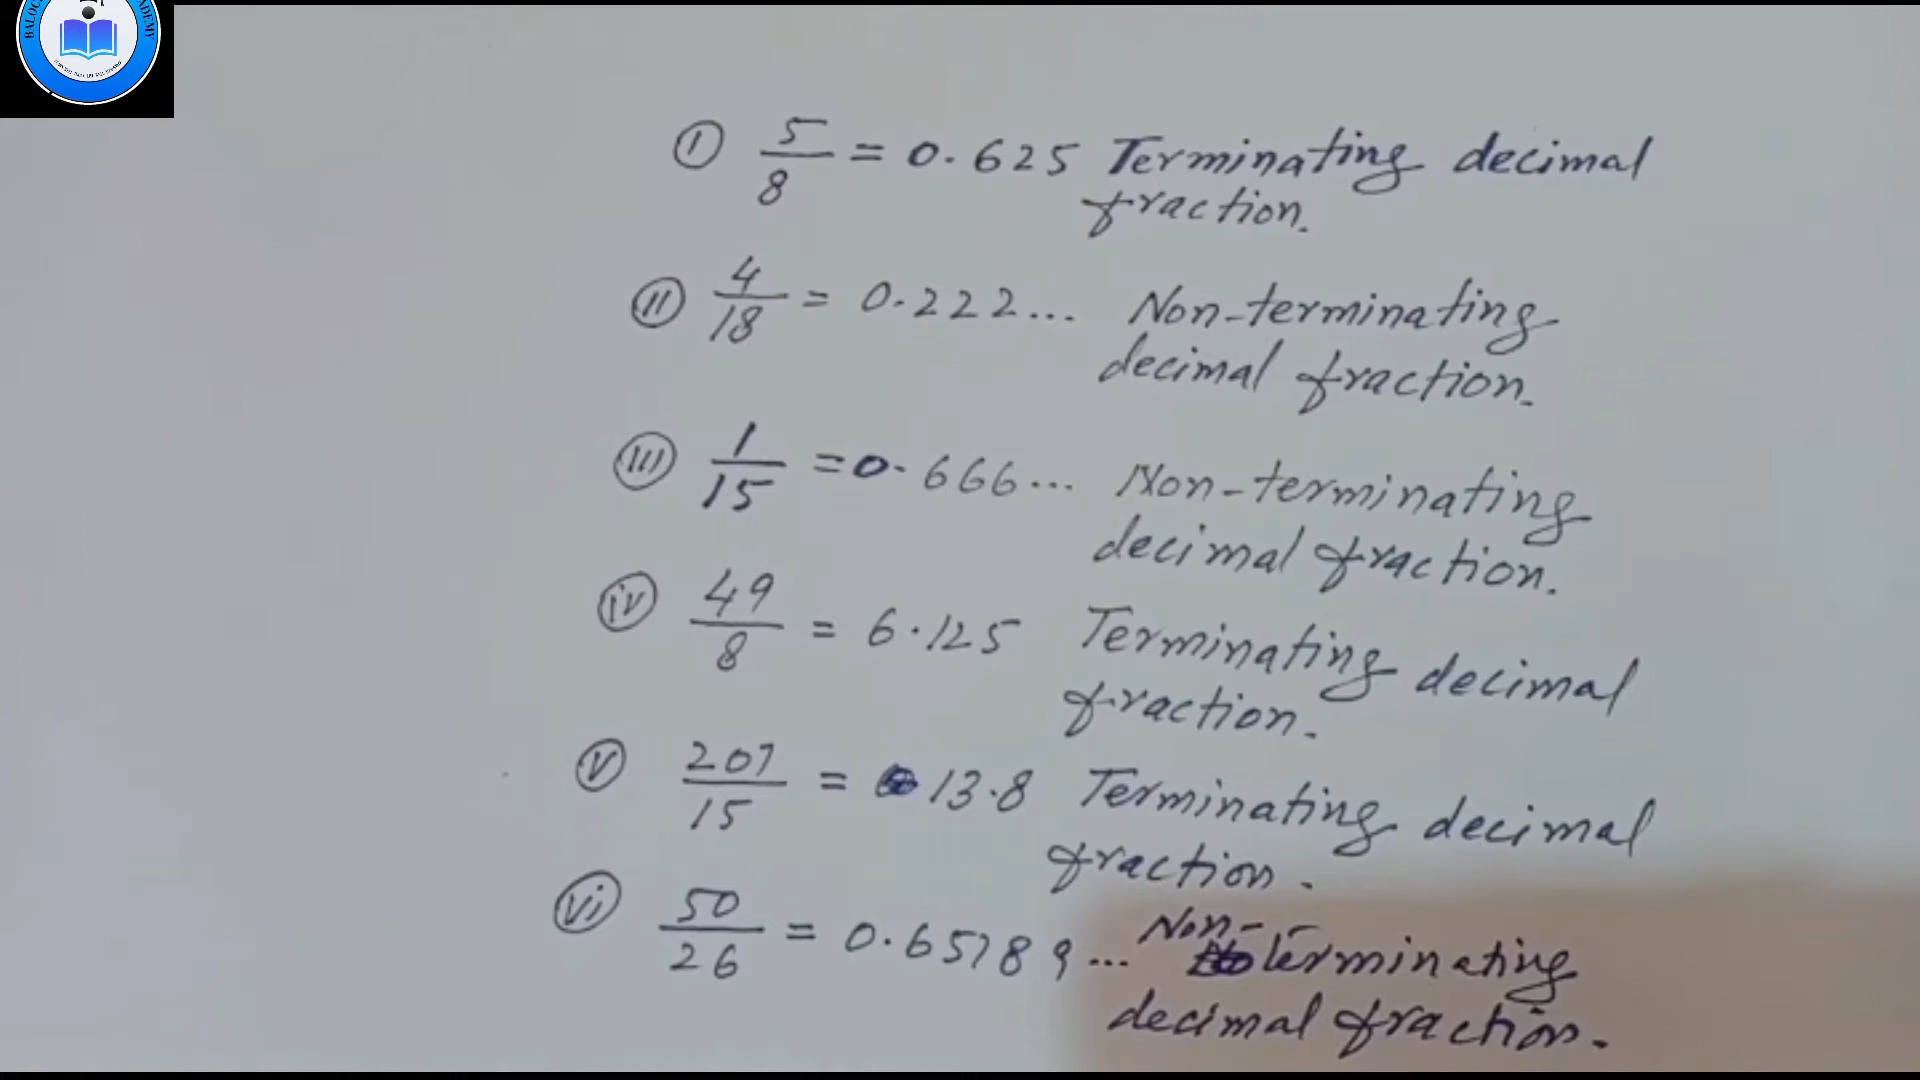 BALOC ADEMY
① 5/8 = 0.625 Terminating decimal
fraction.
ⅱ 4/18 = 0.222... Non-terminating
decimal fraction.
ⅲ 1/15 = 0.666... Non-terminating
decimal fraction.
ⅳ 49/8 = 6.125 Terminating decimal
fraction.
ⅴ 207/15 = 13.8 Terminating decimal
fraction.
ⅵ 50/26 = 0.65789... Non-
terminating
decimal fraction.